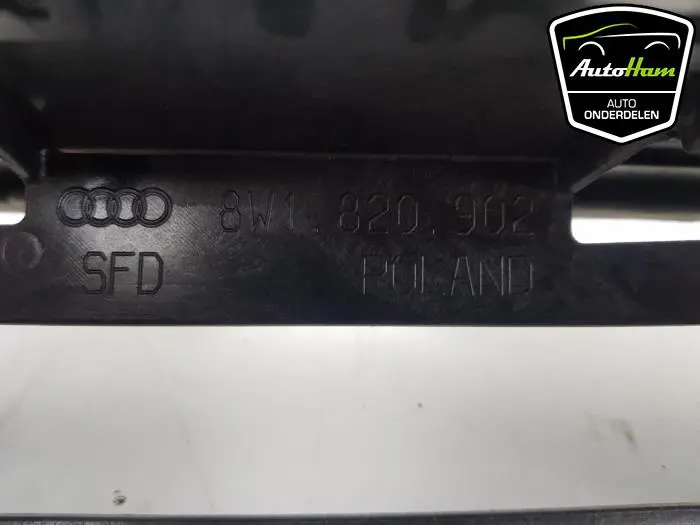 AutoHam
AUTO
ONDERDELEN
8W1.820.902
SFD
POLAND